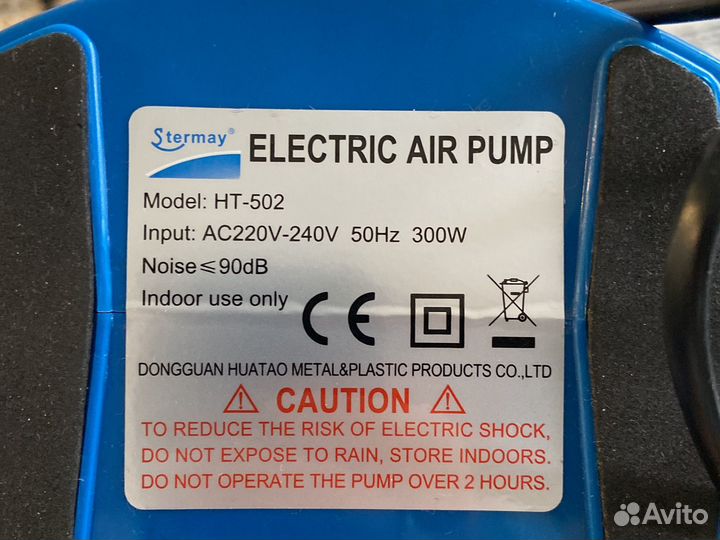 Stermay® ELECTRIC AIR PUMP
Model: HT-502
Input: AC220V-240V 50Hz 300W
Noise≤90dB
Indoor use only
CE
DONGGUAN HUATAO METAL&PLASTIC PRODUCTS CO.,LTD
CAUTION
TO REDUCE THE RISK OF ELECTRIC SHOCK,
DO NOT EXPOSE TO RAIN, STORE INDOORS.
DO NOT OPERATE THE PUMP OVER 2 HOURS.
Avito